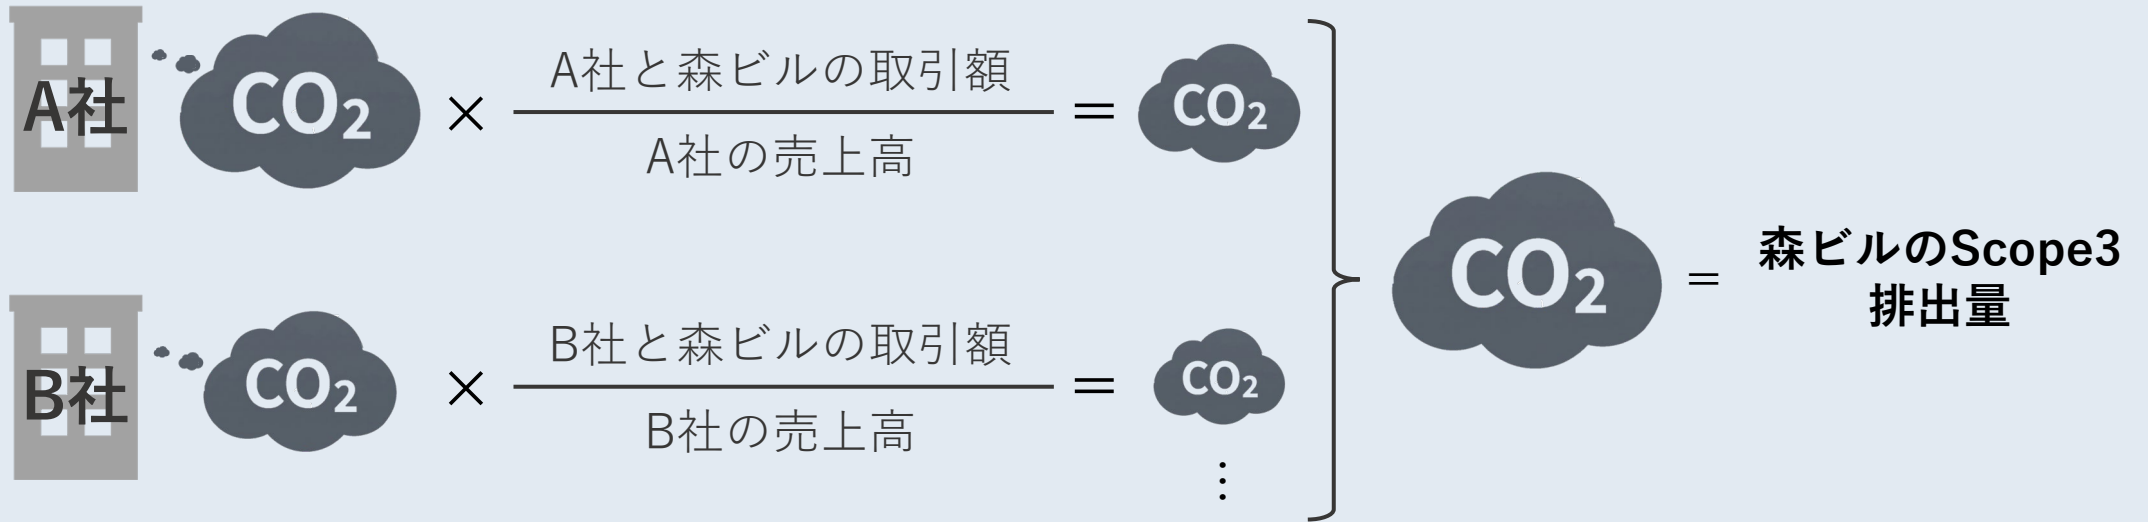 A社
CO₂
×
A社と森ビルの取引額
A社の売上高
=
CO₂
B社
CO₂
×
B社と森ビルの取引額
B社の売上高
=
CO₂
⋮
CO₂
=
森ビルのScope3
排出量